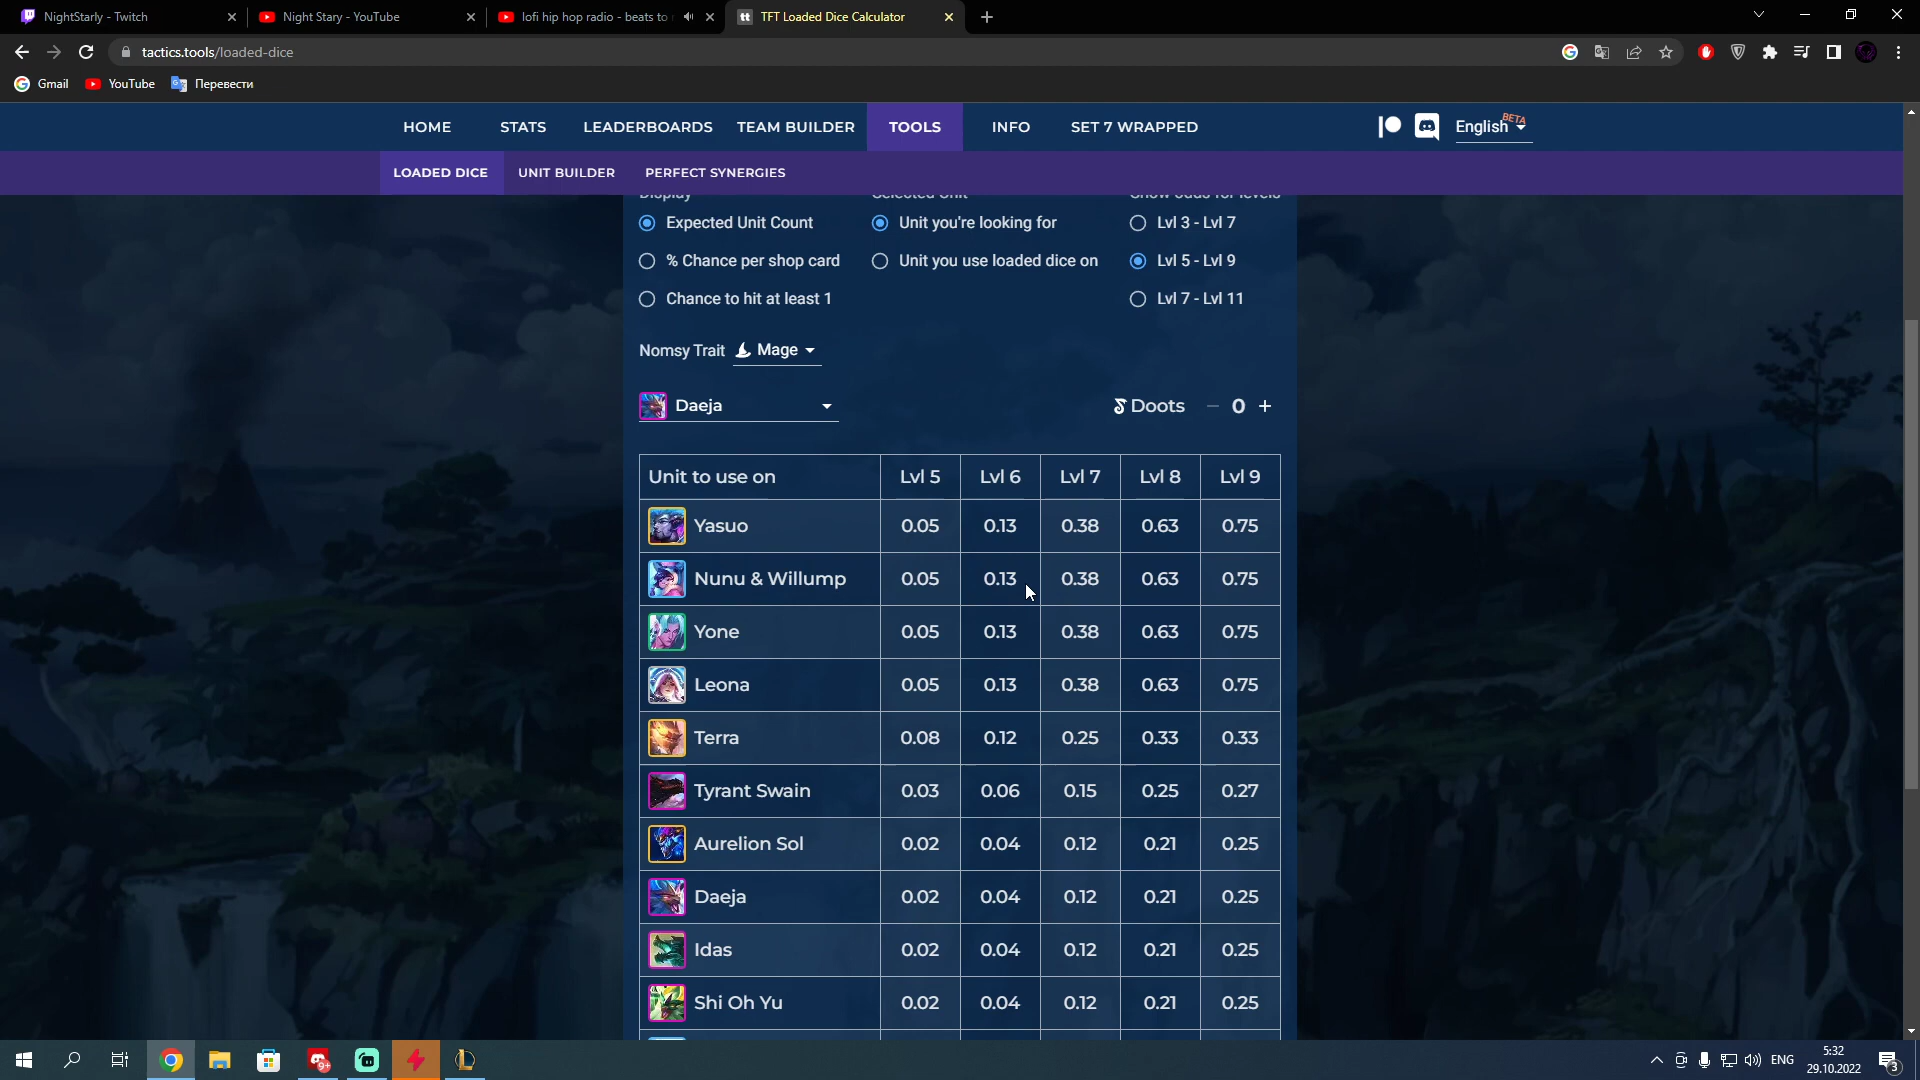 NightStarly - Twitch
Night Stary - YouTube
lofi hip hop radio - beats to
TFT Loaded Dice Calculator
tactics.tools/loaded-dice
Gmail YouTube Перевести
HOME STATS LEADERBOARDS TEAM BUILDER TOOLS INFO SET 7 WRAPPED English BETA
LOADED DICE UNIT BUILDER PERFECT SYNERGIES
Display Selected Unit Show odds for levels
Expected Unit Count Unit you're looking for Lvl 3 - Lvl 7
% Chance per shop card Unit you use loaded dice on Lvl 5 - Lvl 9
Chance to hit at least 1 Lvl 7 - Lvl 11
Nomsy Trait Mage
Daeja Doots − 0 +
Unit to use on Lvl 5 Lvl 6 Lvl 7 Lvl 8 Lvl 9
Yasuo 0.05 0.13 0.38 0.63 0.75
Nunu & Willump 0.05 0.13 0.38 0.63 0.75
Yone 0.05 0.13 0.38 0.63 0.75
Leona 0.05 0.13 0.38 0.63 0.75
Terra 0.08 0.12 0.25 0.33 0.33
Tyrant Swain 0.03 0.06 0.15 0.25 0.27
Aurelion Sol 0.02 0.04 0.12 0.21 0.25
Daeja 0.02 0.04 0.12 0.21 0.25
Idas 0.02 0.04 0.12 0.21 0.25
Shi Oh Yu 0.02 0.04 0.12 0.21 0.25
9+ ENG 5:32
29.10.2022 3